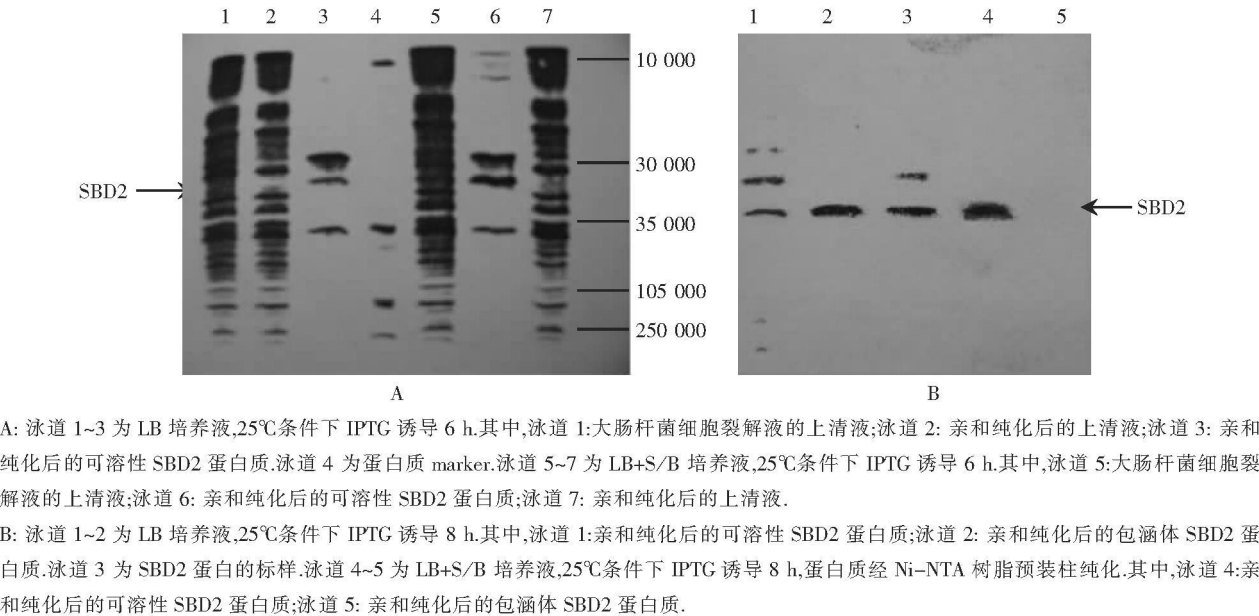 1 2 3 4 5 6 7
1 2 3 4 5
10 000
30 000
SBD2
35 000
105 000
250 000
SBD2
A
B
A: 泳道 1~3 为 LB 培养液,25℃条件下 IPTG 诱导 6 h.其中,泳道 1:大肠杆菌细胞裂解液的上清液;泳道 2: 亲和纯化后的上清液;泳道 3: 亲
和纯化后的可溶性 SBD2 蛋白质.泳道 4 为蛋白质 marker.泳道 5~7 为 LB+S/B 培养液,25℃条件下 IPTG 诱导 6 h.其中,泳道 5:大肠杆菌细胞裂
解液的上清液;泳道 6: 亲和纯化后的可溶性 SBD2 蛋白质;泳道 7: 亲和纯化后的上清液.
B: 泳道 1~2 为 LB 培养液,25℃条件下 IPTG 诱导 8 h.其中,泳道 1:亲和纯化后的可溶性 SBD2 蛋白质;泳道 2: 亲和纯化后的包涵体 SBD2 蛋
白质.泳道 3 为 SBD2 蛋白的标样.泳道 4~5 为 LB+S/B 培养液,25℃条件下 IPTG 诱导 8 h,蛋白质经 Ni-NTA 树脂预装柱纯化.其中,泳道 4:亲
和纯化后的可溶性 SBD2 蛋白质;泳道 5: 亲和纯化后的包涵体 SBD2 蛋白质.